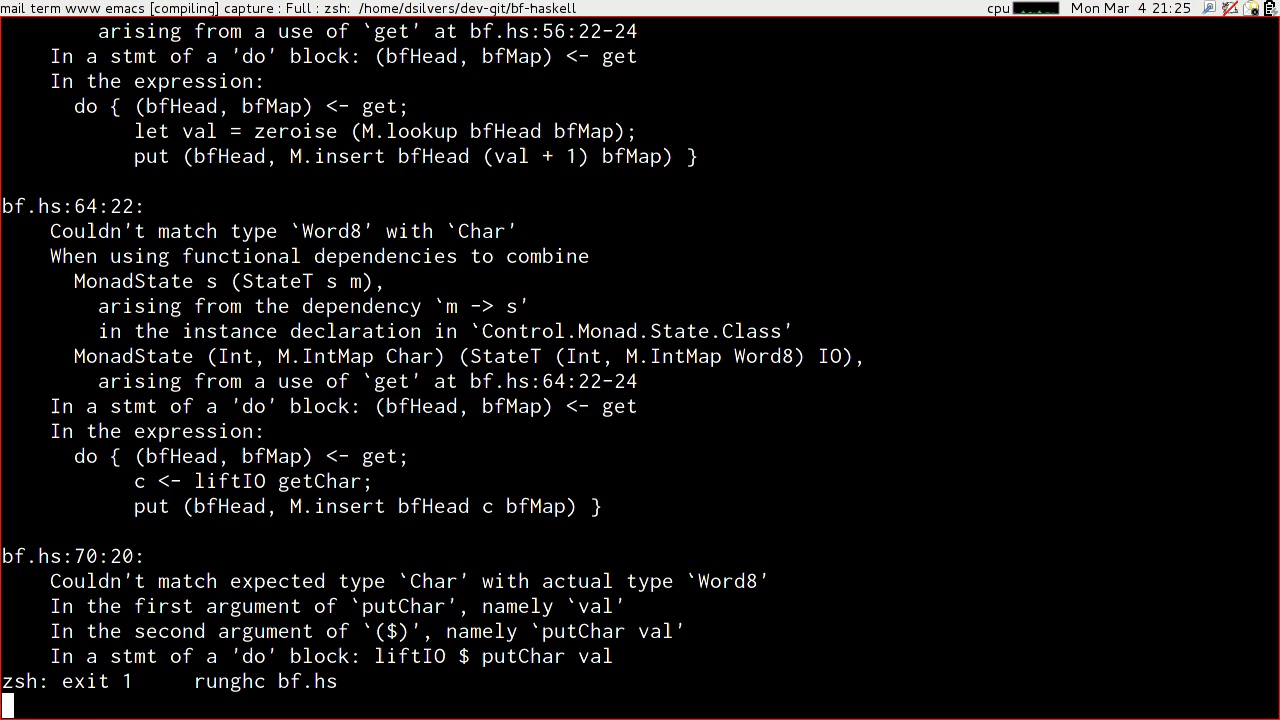 mail term www emacs [compiling] capture : Full : zsh: /home/dsilvers/dev-git/bf-haskell cpu Mon Mar  4 21:25
        arising from a use of `get' at bf.hs:56:22-24
    In a stmt of a 'do' block: (bfHead, bfMap) <- get
    In the expression:
      do { (bfHead, bfMap) <- get;
           let val = zeroise (M.lookup bfHead bfMap);
           put (bfHead, M.insert bfHead (val + 1) bfMap) }

bf.hs:64:22:
    Couldn't match type `Word8' with `Char'
    When using functional dependencies to combine
      MonadState s (StateT s m),
        arising from the dependency `m -> s'
        in the instance declaration in `Control.Monad.State.Class'
      MonadState (Int, M.IntMap Char) (StateT (Int, M.IntMap Word8) IO),
        arising from a use of `get' at bf.hs:64:22-24
    In a stmt of a 'do' block: (bfHead, bfMap) <- get
    In the expression:
      do { (bfHead, bfMap) <- get;
           c <- liftIO getChar;
           put (bfHead, M.insert bfHead c bfMap) }

bf.hs:70:20:
    Couldn't match expected type `Char' with actual type `Word8'
    In the first argument of `putChar', namely `val'
    In the second argument of `($)', namely `putChar val'
    In a stmt of a 'do' block: liftIO $ putChar val
zsh: exit 1     runghc bf.hs